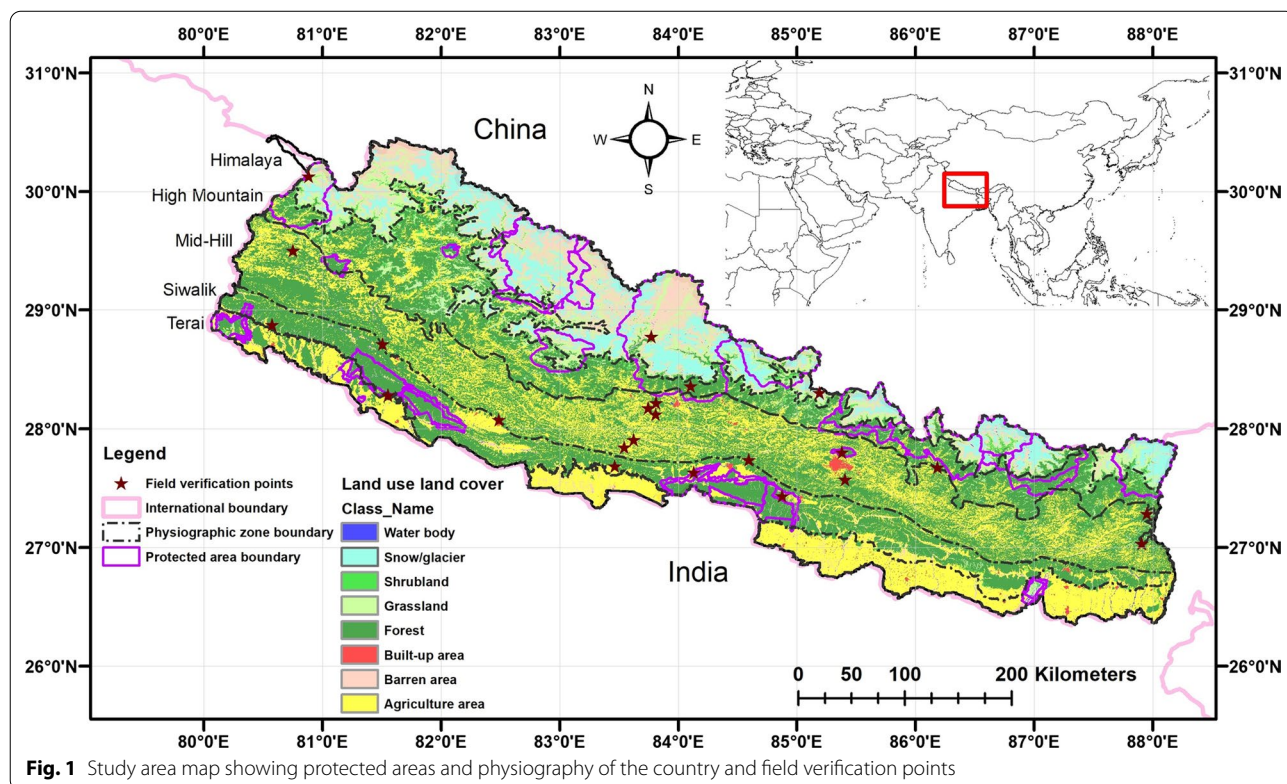 80°0'E 81°0'E 82°0'E 83°0'E 84°0'E 85°0'E 86°0'E 87°0'E 88°0'E
31°0'N 31°0'N
China
N
W E
S
Himalaya
30°0'N 30°0'N
High Mountain
Mid-Hill
Siwalik
29°0'N 29°0'N
Terai
28°0'N 28°0'N
Legend
Field verification points
International boundary
Physiographic zone boundary
Protected area boundary
Land use land cover
Class_Name
Water body
Snow/glacier
Shrubland
Grassland
Forest
Built-up area
Barren area
Agriculture area
27°0'N 27°0'N
India
26°0'N 26°0'N
0 50 100 200 Kilometers
80°0'E 81°0'E 82°0'E 83°0'E 84°0'E 85°0'E 86°0'E 87°0'E 88°0'E
Fig. 1 Study area map showing protected areas and physiography of the country and field verification points